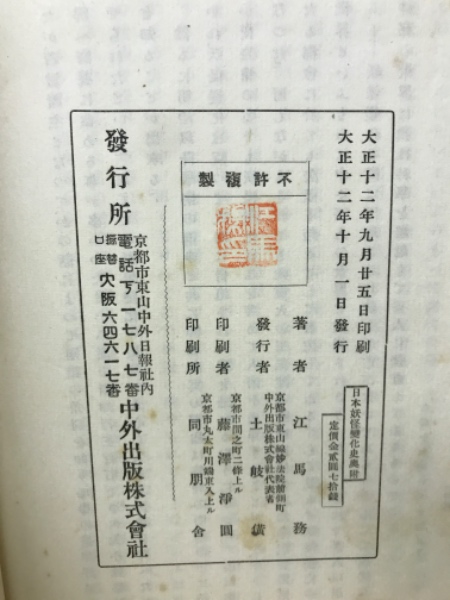 大正十二年九月廿五日印刷
大正十二年十月一日發行
日本妖怪變化史奧附
定價金貳圓七拾錢
不許複製
著者 江馬務
京都市東山線妙法院前側町
中外出版株式會社代表者
發行者 土岐
印刷者
京都市間之町二條上ル
藤澤淨圓
印刷所
京都市丸太町川端東入上ル
同朋舍
發行所
京都市東山中外日報社內
電話下一七八七番
振替口座大阪六四六一七番
中外出版株式會社